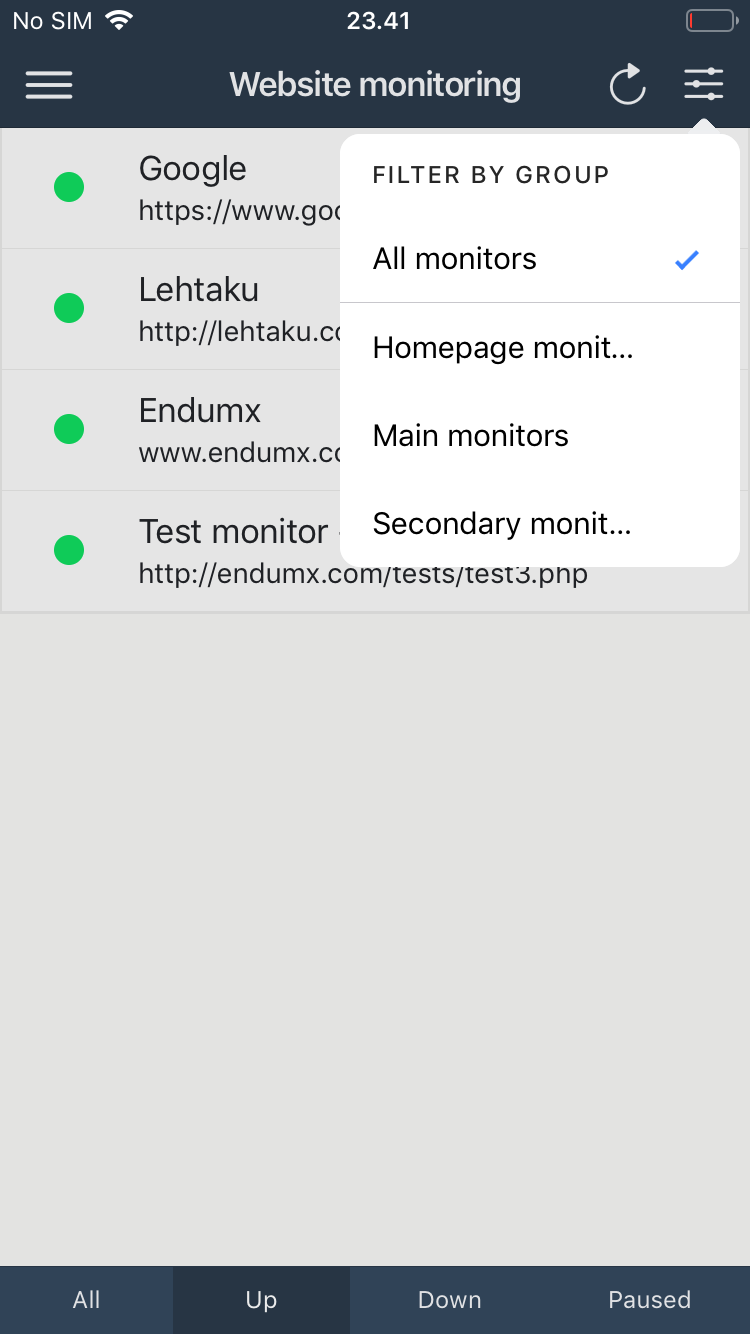 No SIM 23.41
Website monitoring
FILTER BY GROUP
All monitors
Homepage monit...
Main monitors
Secondary monit...
Google
https://www.goo
Lehtaku
http://lehtaku.co
Endumx
www.endumx.co
Test monitor
http://endumx.com/tests/test3.php
All Up Down Paused